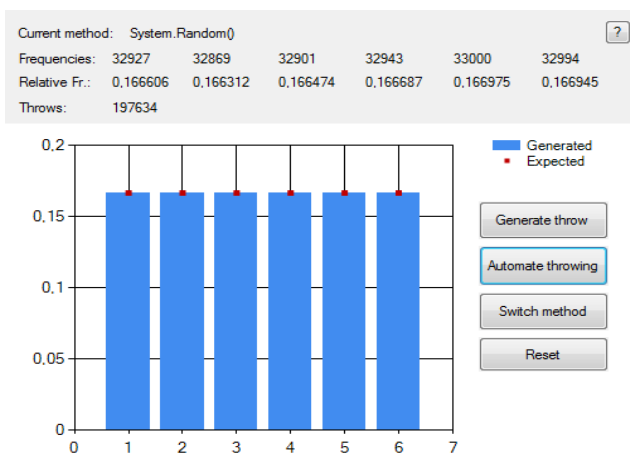 Current method: System.Random()
?
Frequencies: 32927 32869 32901 32943 33000 32994
Relative Fr.: 0,166606 0,166312 0,166474 0,166687 0,166975 0,166945
Throws: 197634
0,2
0,15
0,1
0,05
0
0 1 2 3 4 5 6 7
Generated
Expected
Generate throw
Automate throwing
Switch method
Reset